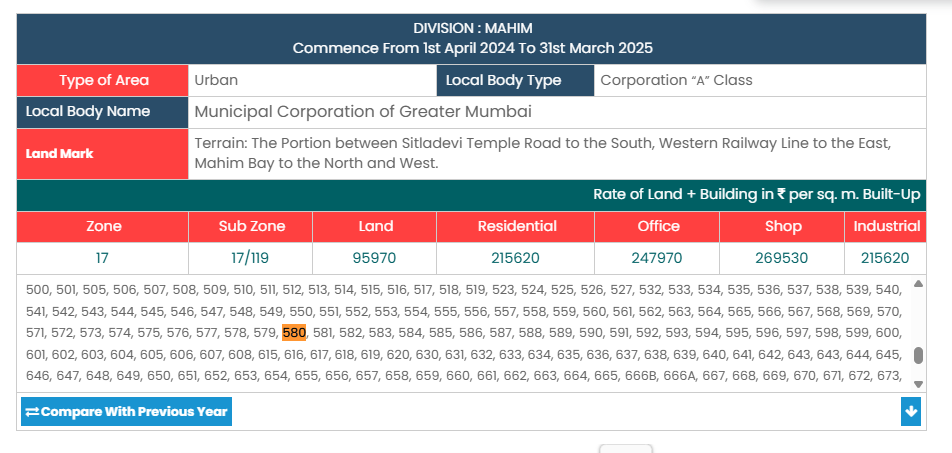 DIVISION : MAHIM
Commence From 1st April 2024 To 31st March 2025
Type of Area Urban Local Body Type Corporation “A” Class
Local Body Name Municipal Corporation of Greater Mumbai
Land Mark Terrain: The Portion between Sitladevi Temple Road to the South, Western Railway Line to the East,
Mahim Bay to the North and West.
Rate of Land + Building in ₹ per sq. m. Built-Up
Zone Sub Zone Land Residential Office Shop Industrial
17 17/119 95970 215620 247970 269530 215620
500, 501, 505, 506, 507, 508, 509, 510, 511, 512, 513, 514, 515, 516, 517, 518, 519, 523, 524, 525, 526, 527, 532, 533, 534, 535, 536, 537, 538, 539, 540,
541, 542, 543, 544, 545, 546, 547, 548, 549, 550, 551, 552, 553, 554, 555, 556, 557, 558, 559, 560, 561, 562, 563, 564, 565, 566, 567, 568, 569, 570,
571, 572, 573, 574, 575, 576, 577, 578, 579, 580, 581, 582, 583, 584, 585, 586, 587, 588, 589, 590, 591, 592, 593, 594, 595, 596, 597, 598, 599, 600,
601, 602, 603, 604, 605, 606, 607, 608, 615, 616, 617, 618, 619, 620, 630, 631, 632, 633, 634, 635, 636, 637, 638, 639, 640, 641, 642, 643, 643, 644, 645,
646, 647, 648, 649, 650, 651, 652, 653, 654, 655, 656, 657, 658, 659, 660, 661, 662, 663, 664, 665, 666B, 666A, 667, 668, 669, 670, 671, 672, 673,
Compare With Previous Year